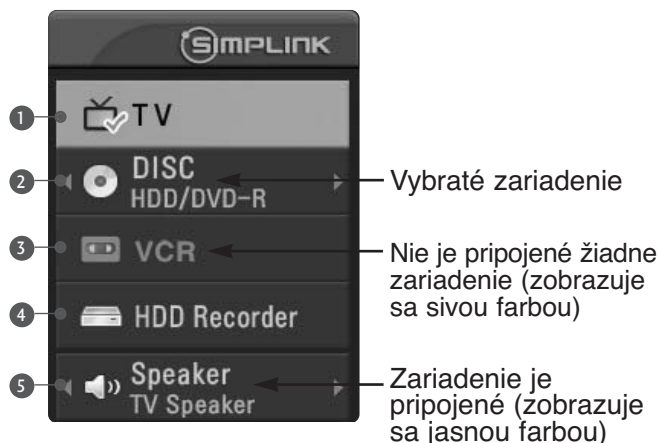 SIMPLINK
1 TV
2 DISC
HDD/DVD-R
Vybraté zariadenie
3 VCR
Nie je pripojené žiadne
zariadenie (zobrazuje
sa sivou farbou)
4 HDD Recorder
5 Speaker
TV Speaker
Zariadenie je
pripojené (zobrazuje
sa jasnou farbou)